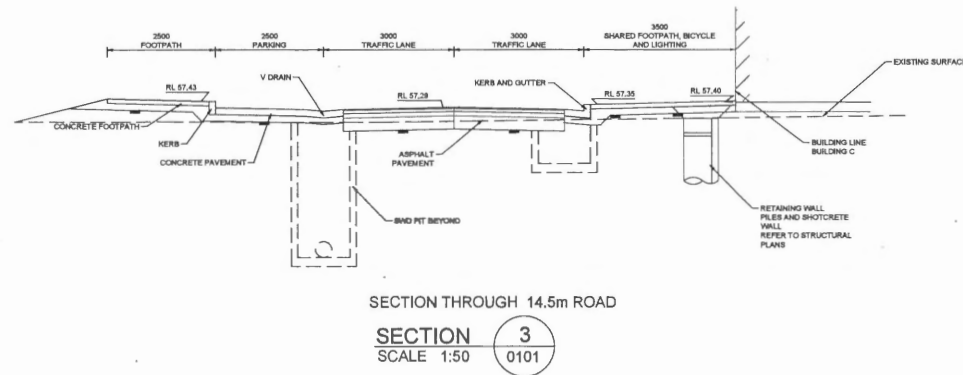 2500
FOOTPATH
2500
PARKING
3000
TRAFFIC LANE
3000
TRAFFIC LANE
3500
SHARED FOOTPATH, BICYCLE
AND LIGHTING
EXISTING SURFACE
V DRAIN
KERB AND GUTTER
RL 57,43
RL 57,29
RL 57,35
RL 57,40
CONCRETE FOOTPATH
KERB
CONCRETE PAVEMENT
ASPHALT
PAVEMENT
BUILDING LINE
BUILDING C
SWD PIT BEYOND
RETAINING WALL
PILES AND SHOTCRETE
WALL
REFER TO STRUCTURAL
PLANS
SECTION THROUGH 14.5m ROAD
SECTION 3
SCALE 1:50 0101